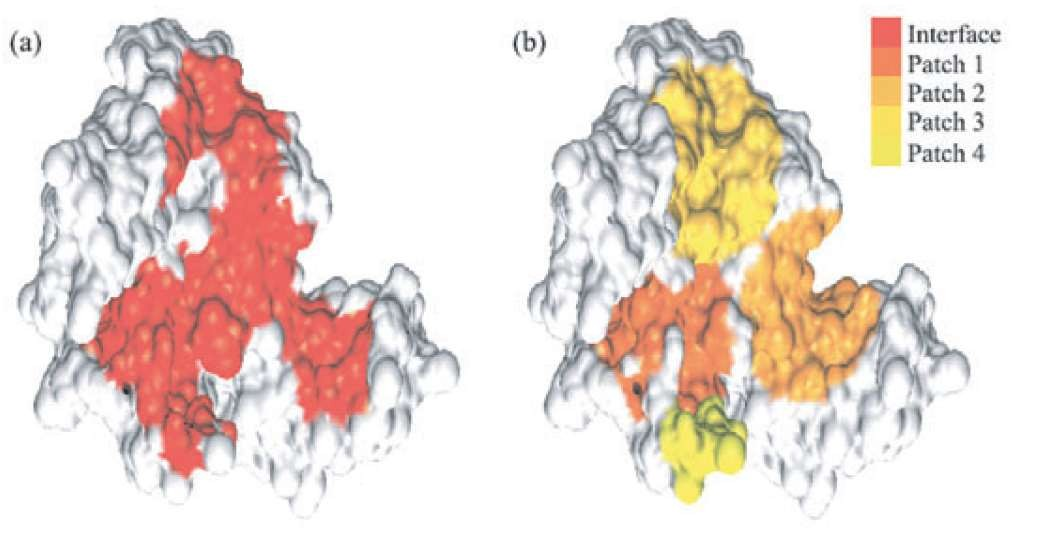 (a)
(b)
Interface
Patch 1
Patch 2
Patch 3
Patch 4